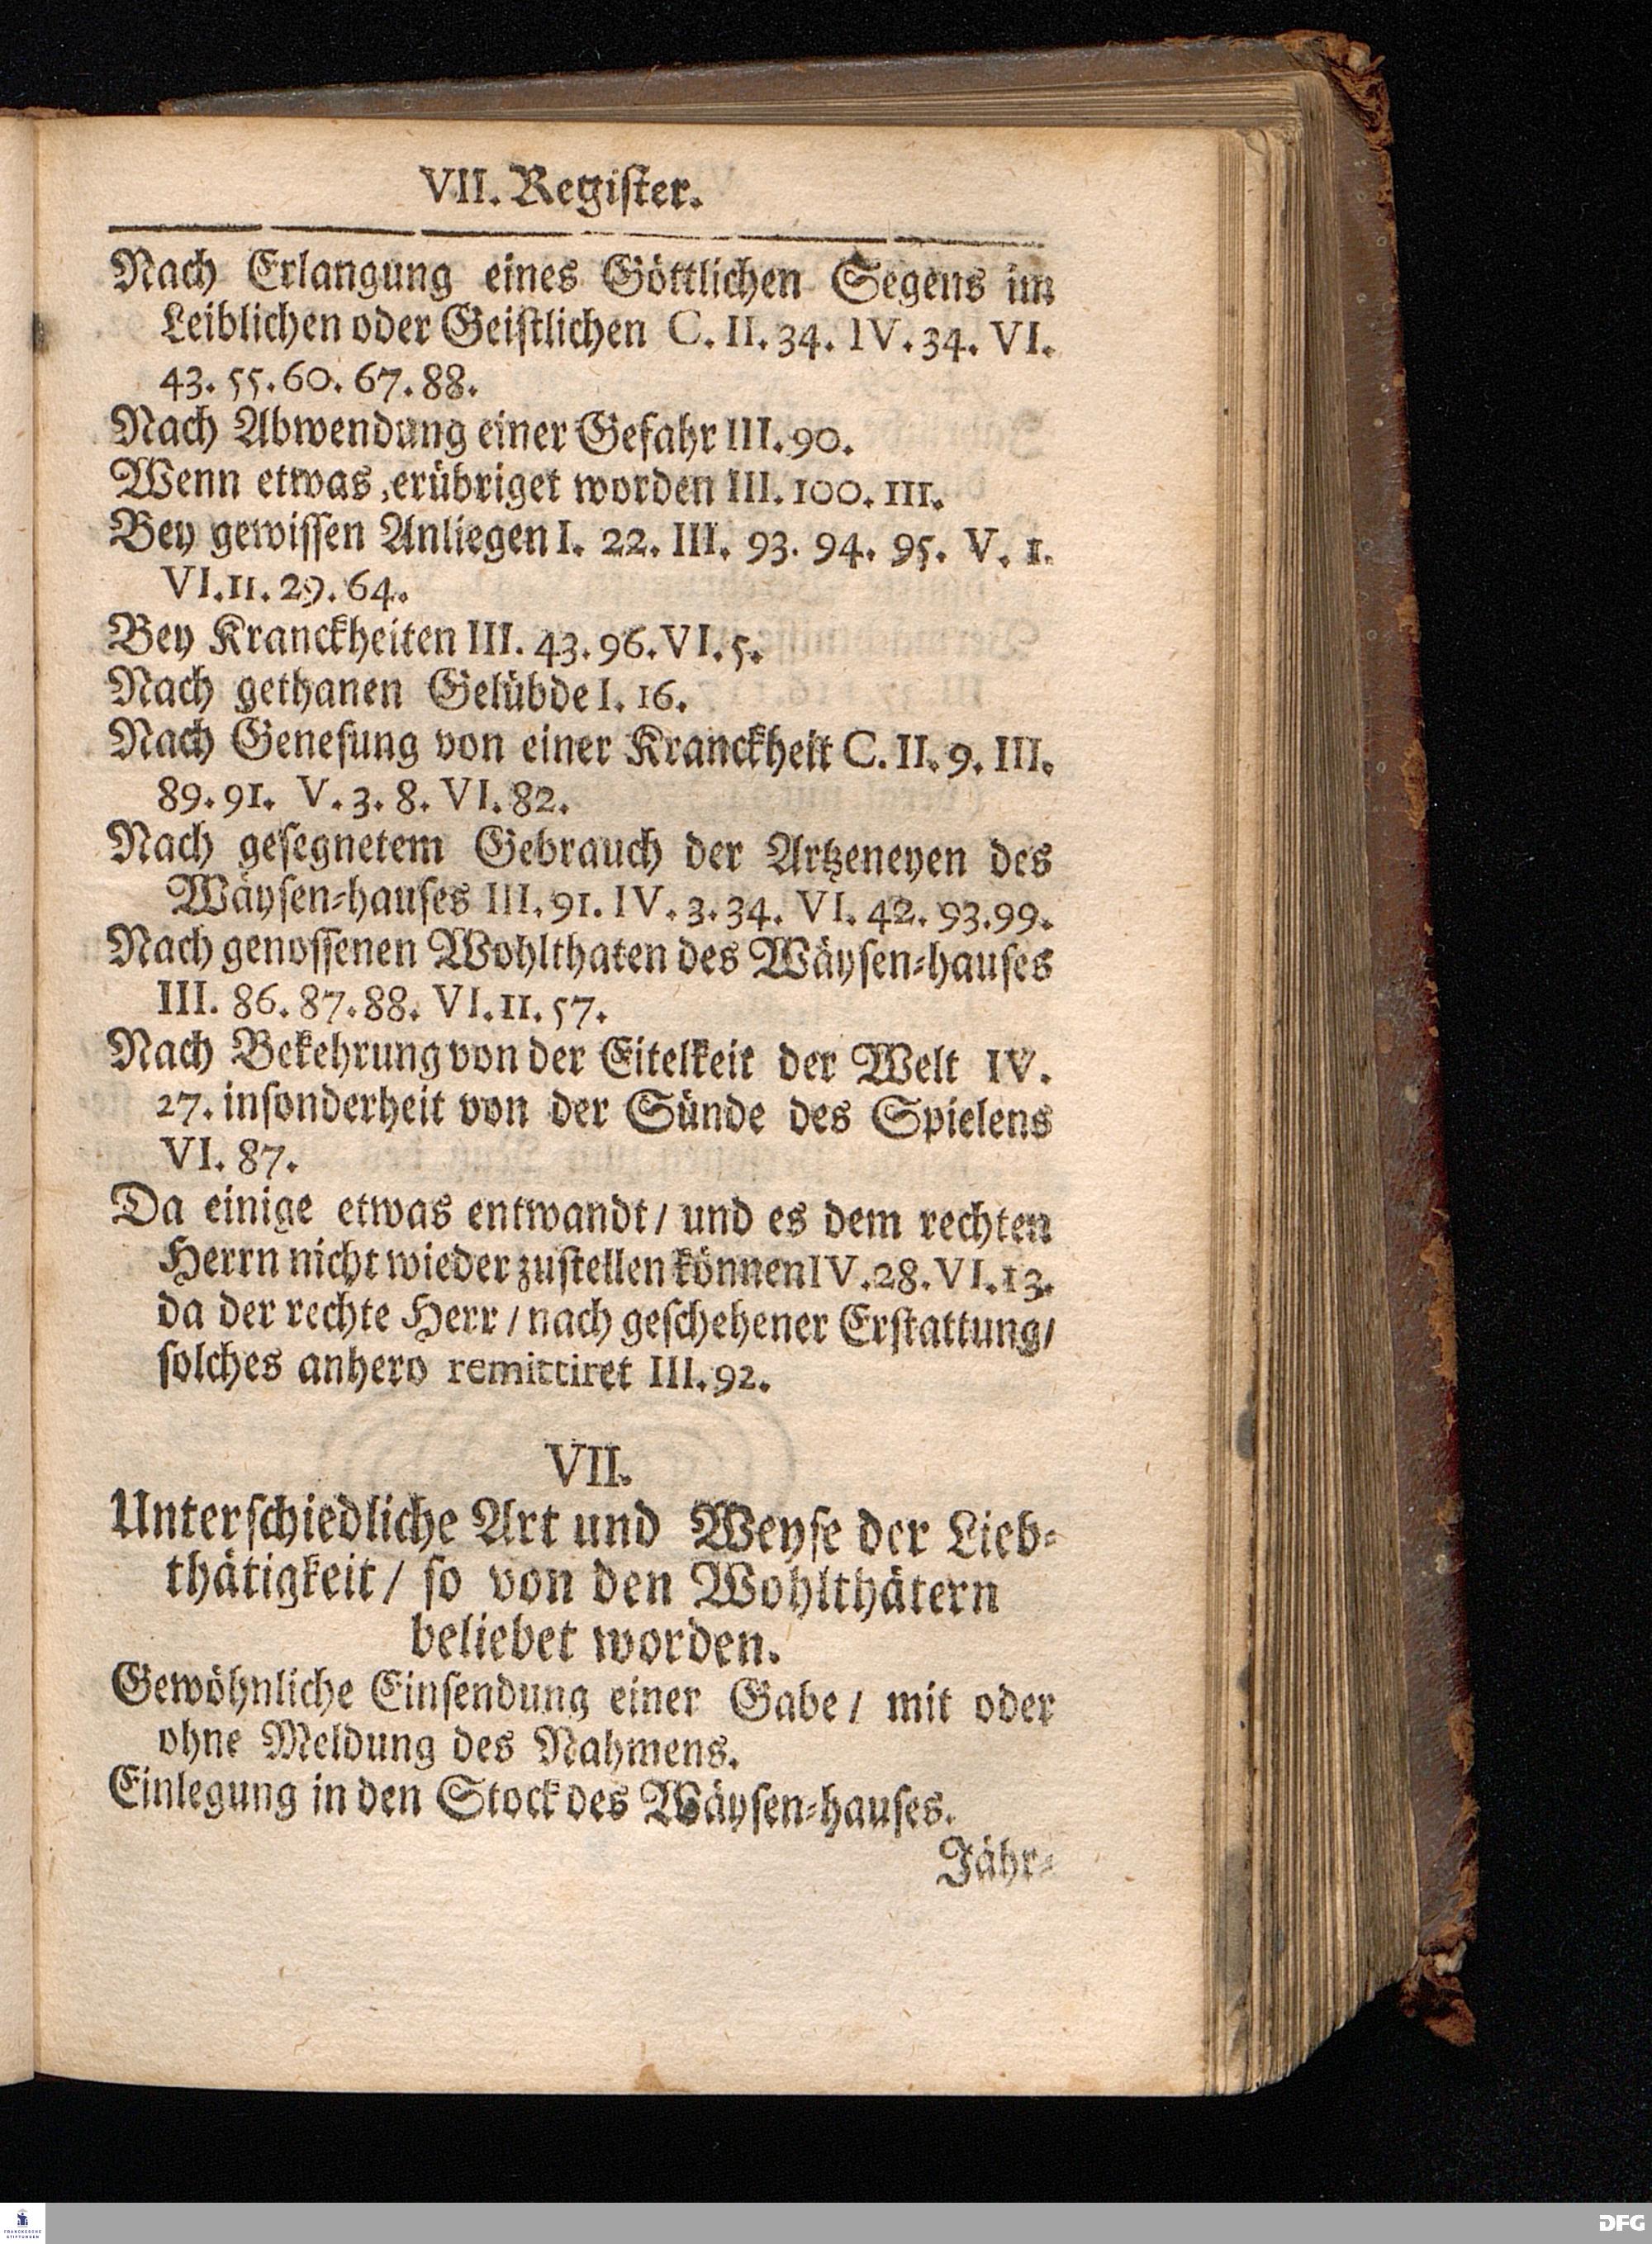 VII. Regiſter.
Nach Erlangung eines Göttlichen Segens im
Leiblichen oder Geiſtlichen C. II. 34. IV. 34. VI.
43. 55. 60. 67. 88.
Nach Abwendung einer Gefahr III. 90.
Wenn etwas erübriget worden III. 100. 111.
Bey gewiſſen Anliegen I. 22. III. 93. 94. 95. V. 1.
VI. 11. 29. 64.
Bey Kranckheiten III. 43. 96. VI. 5.
Nach gethanen Gelübde I. 16.
Nach Geneſung von einer Kranckheit C. II. 9. III.
89. 91. V. 3. 8. VI. 82.
Nach geſegnetem Gebrauch der Artzeneyen des
Wäyſen-hauſes III. 91. IV. 3. 34. VI. 42. 93. 99.
Nach genoſſenen Wohlthaten des Wäyſen-hauſes
III. 86. 87. 88. VI. 11. 57.
Nach Bekehrung von der Eitelkeit der Welt IV.
27. inſonderheit von der Sünde des Spielens
VI. 87.
Da einige etwas entwandt / und es dem rechten
Herrn nicht wieder zuſtellen können IV. 28. VI. 13.
da der rechte Herr / nach geſchehener Erſtattung /
ſolches anhero remittiret III. 92.
VII.
Unterſchiedliche Art und Weyſe der Lieb-
thätigkeit / ſo von den Wohlthätern
beliebet worden.
Gewöhnliche Einſendung einer Gabe / mit oder
ohne Meldung des Nahmens.
Einlegung in den Stock des Wäyſen-hauſes.
Jähr-
FRANCKESCHE
STIFTUNGEN
DFG